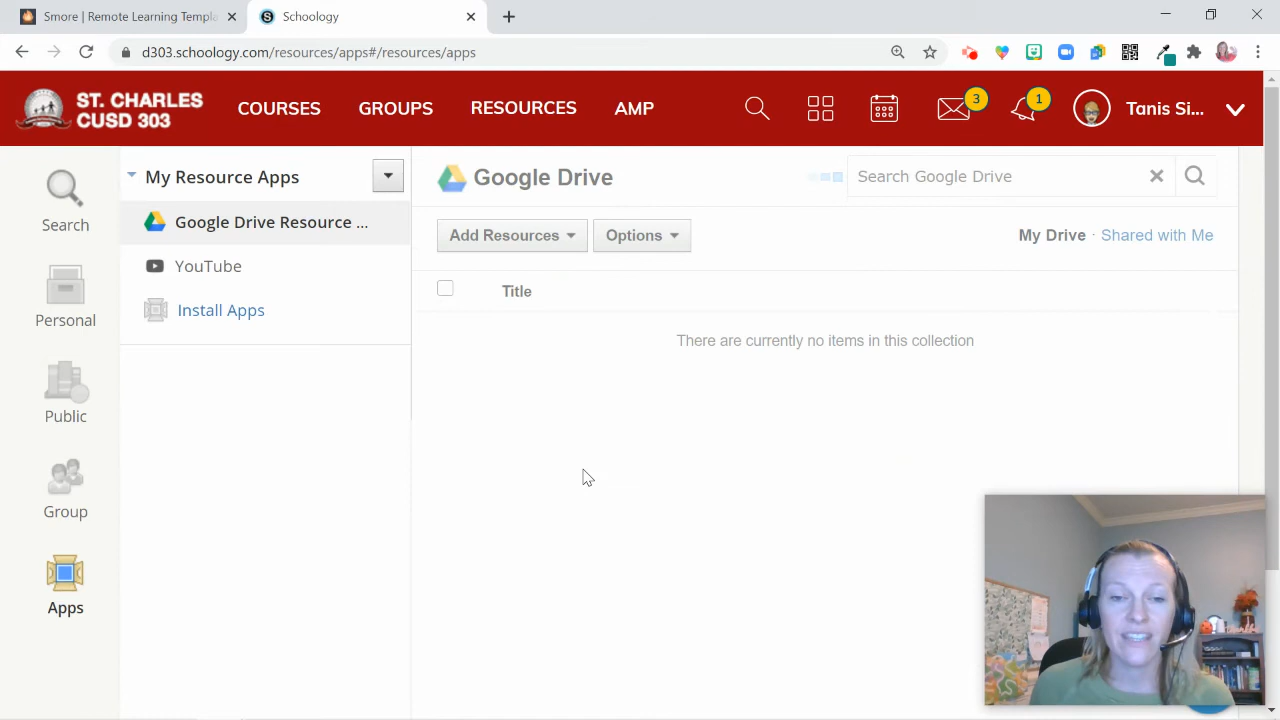 Smore | Remote Learning Templa
Schoology
d303.schoology.com/resources/apps#/resources/apps
ST. CHARLES
CUSD 303
COURSES
GROUPS
RESOURCES
AMP
3
1
Tanis Si...
Search
Personal
Public
Group
Apps
My Resource Apps
Google Drive Resource ...
YouTube
Install Apps
Google Drive
Search Google Drive
Add Resources
Options
My Drive · Shared with Me
Title
There are currently no items in this collection